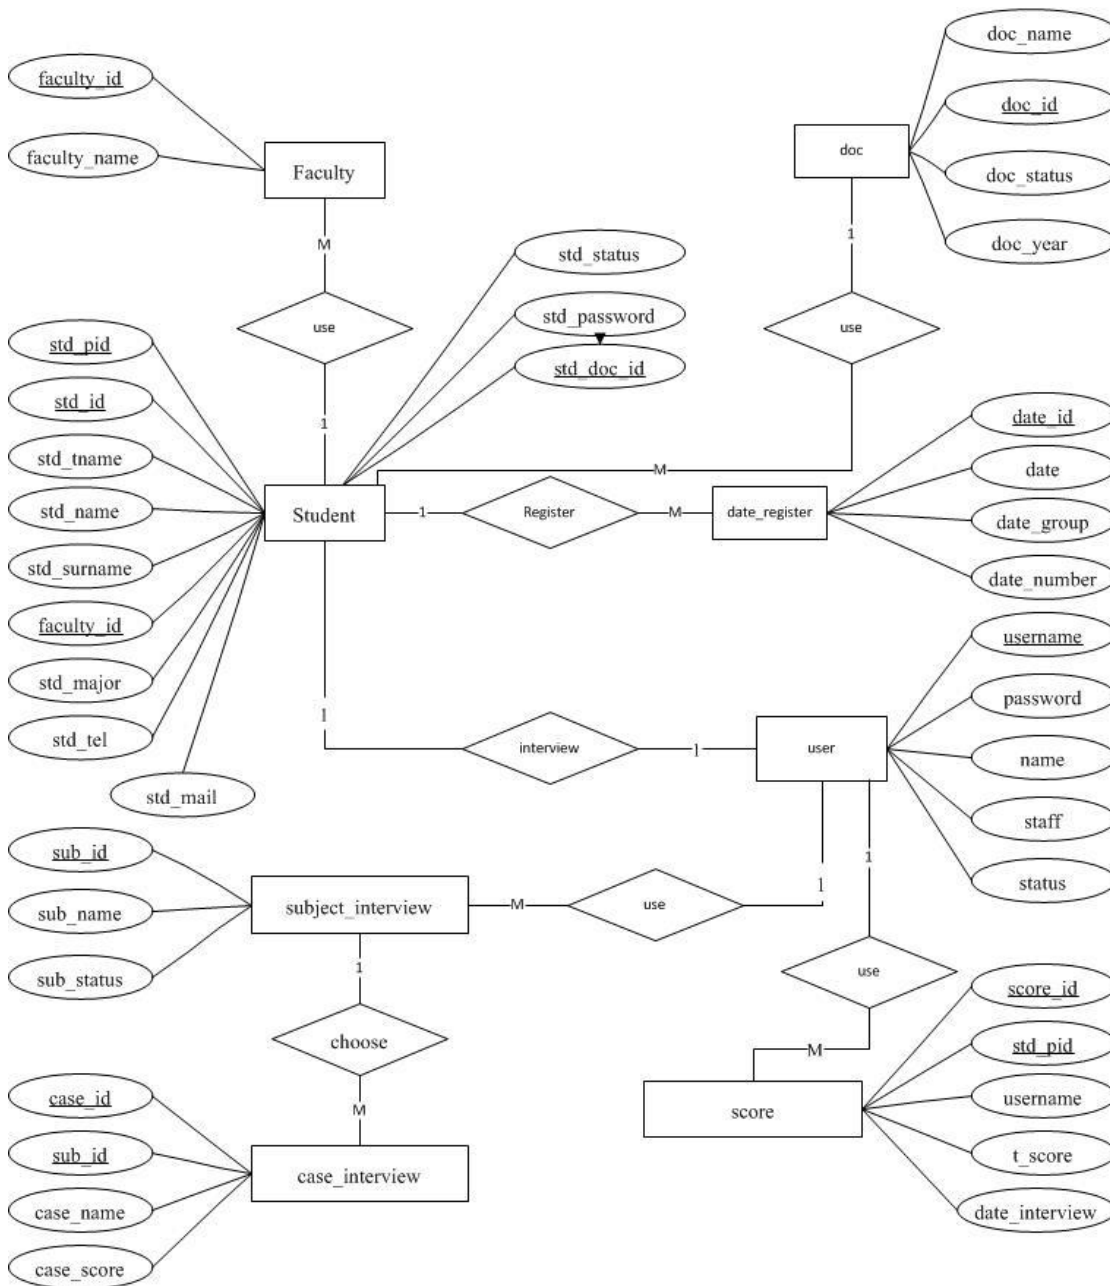 doc_name
faculty_id
doc_id
faculty_name
Faculty
doc
doc_status
M
doc_year
1
std_status
use
std_password
use
std_pid
std_doc_id
std_id
1
date_id
std_tname
M
date
std_name
Student
1
Register
M
date_register
date_group
std_surname
date_number
faculty_id
username
std_major
password
1
std_tel
interview
1
user
name
std_mail
staff
sub_id
1
1
status
sub_name
subject_interview
M
use
sub_status
1
use
score_id
choose
M
std_pid
case_id
M
score
username
sub_id
case_interview
t_score
case_name
date_interview
case_score